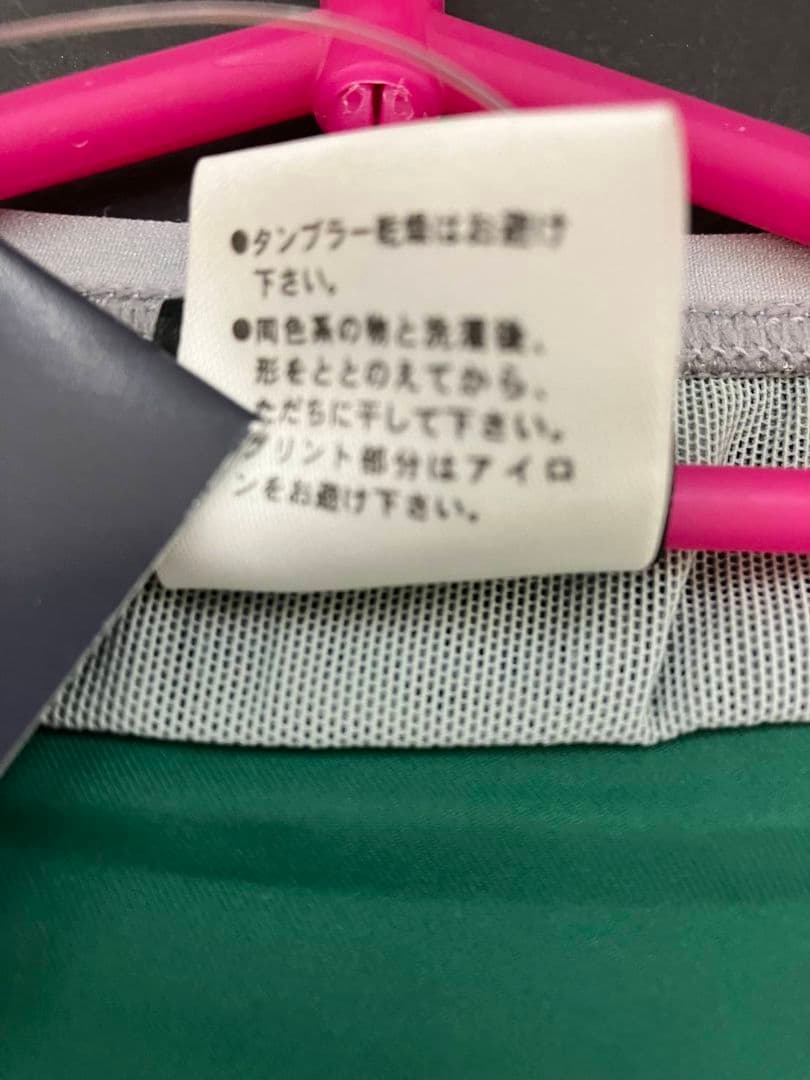 ●タンブラー乾燥はお避け
下さい。
●同色系の物と洗濯後、
形をととのえてから、
ただちに干して下さい。
プリント部分はアイロ
ンをお避け下さい。